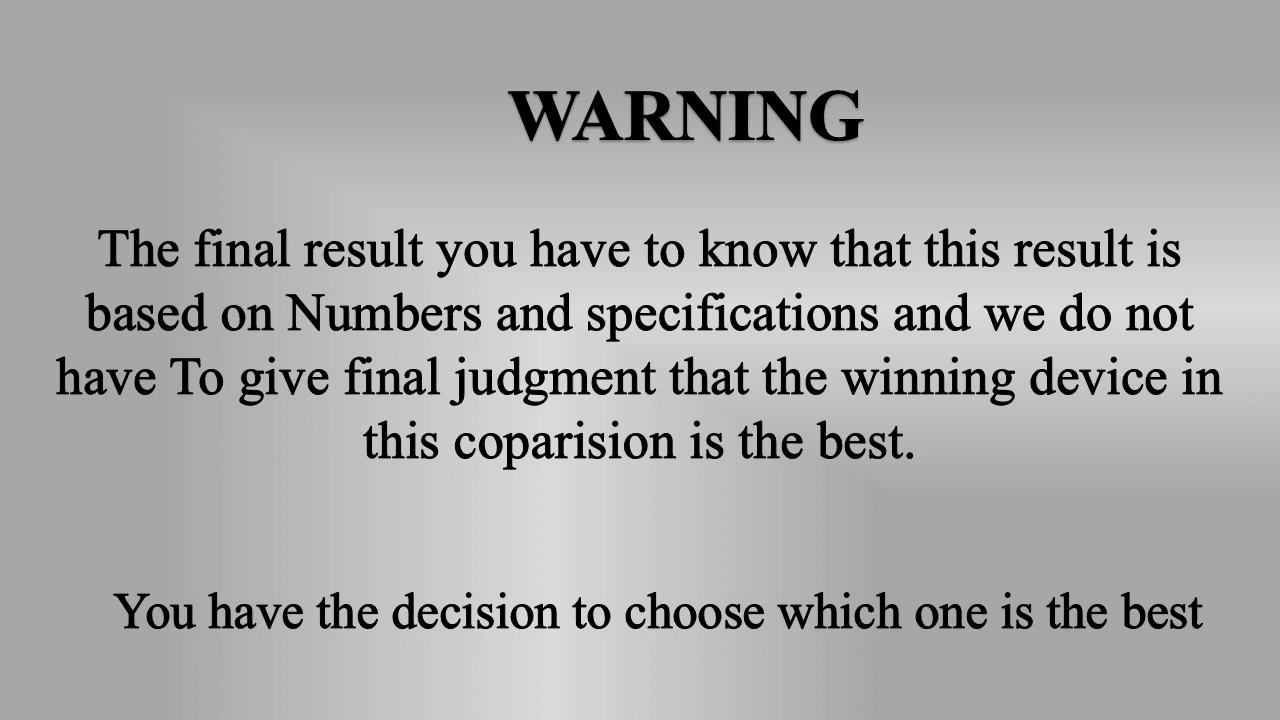 WARNING
The final result you have to know that this result is
based on Numbers and specifications and we do not
have To give final judgment that the winning device in
this coparision is the best.
You have the decision to choose which one is the best